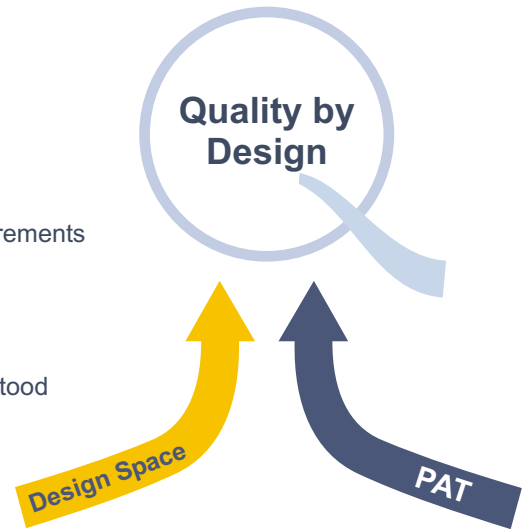 Quality by
Design
rements
tood
Design Space
PAT